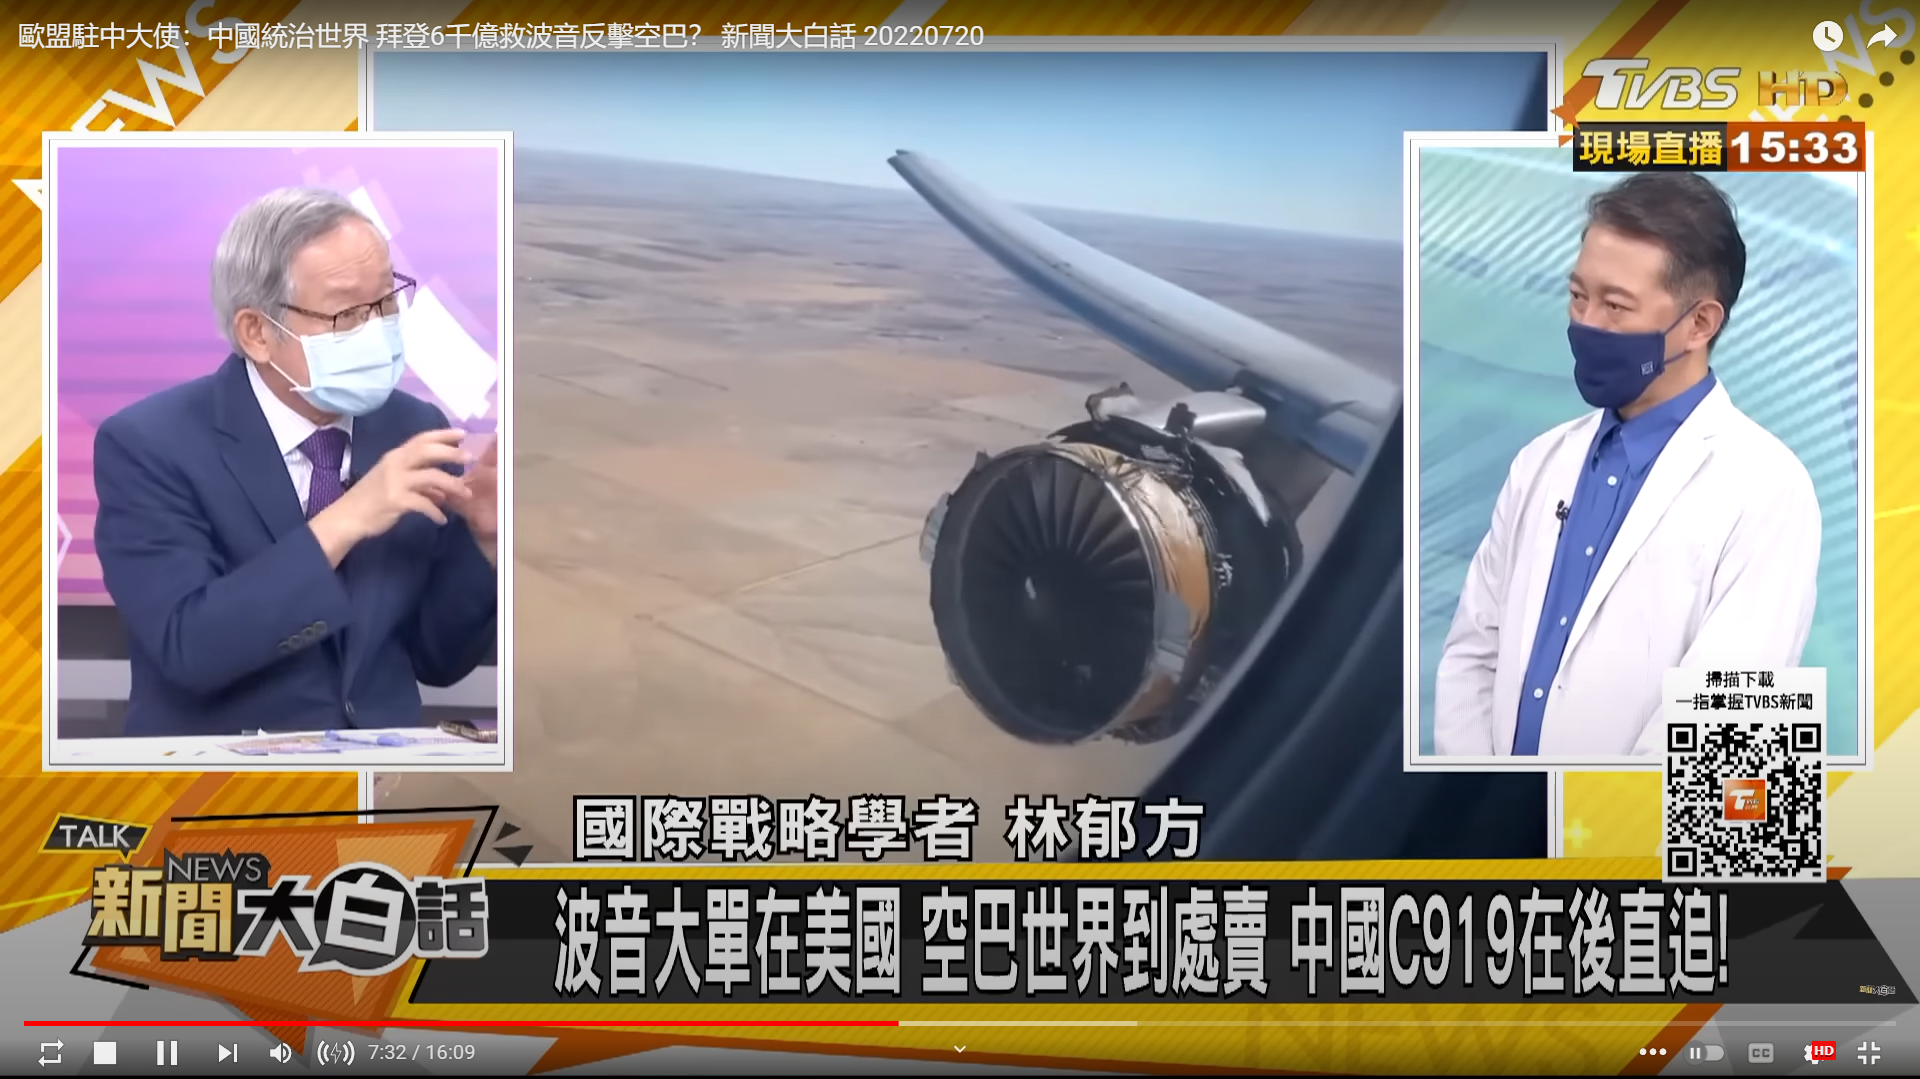 歐盟駐中大使：中國統治世界 拜登6千億救波音反擊空巴？ 新聞大白話 20220720
NEWS
TVBS HD
現場直播 15:33
掃描下載
一指掌握TVBS新聞
國際戰略學者 林郁方
TALK
NEWS
新聞大白話
波音大單在美國 空巴世界到處賣 中國C919在後直追!
NEWS
7:32 / 16:09
CC
HD